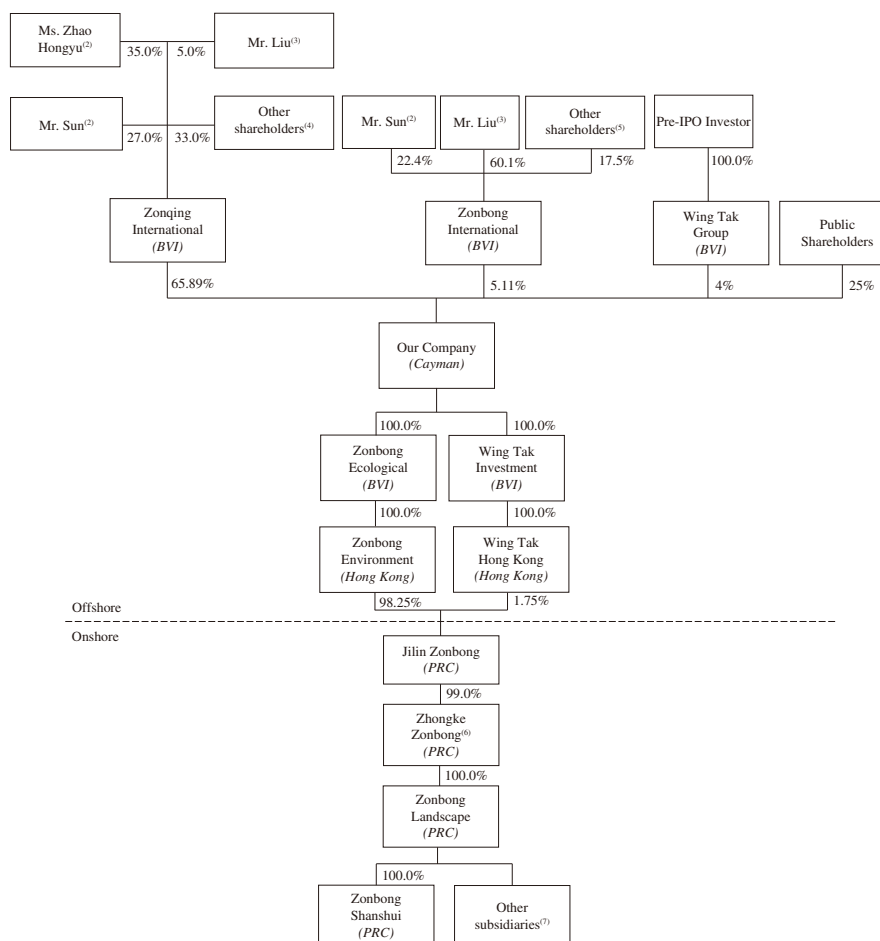 Ms. Zhao
Hongyu(2)
35.0%
5.0%
Mr. Liu(3)
Mr. Sun(2)
27.0%
33.0%
Other
shareholders(4)
Mr. Sun(2)
Mr. Liu(3)
Other
shareholders(5)
Pre-IPO Investor
22.4%
60.1%
17.5%
100.0%
Zonqing
International
(BVI)
Zonbong
International
(BVI)
Wing Tak
Group
(BVI)
Public
Shareholders
65.89%
5.11%
4%
25%
Our Company
(Cayman)
100.0%
100.0%
Zonbong
Ecological
(BVI)
Wing Tak
Investment
(BVI)
100.0%
100.0%
Zonbong
Environment
(Hong Kong)
Wing Tak
Hong Kong
(Hong Kong)
98.25%
1.75%
Offshore
Onshore
Jilin Zonbong
(PRC)
99.0%
Zhongke
Zonbong(6)
(PRC)
100.0%
Zonbong
Landscape
(PRC)
100.0%
Zonbong
Shanshui
(PRC)
Other
subsidiaries(7)